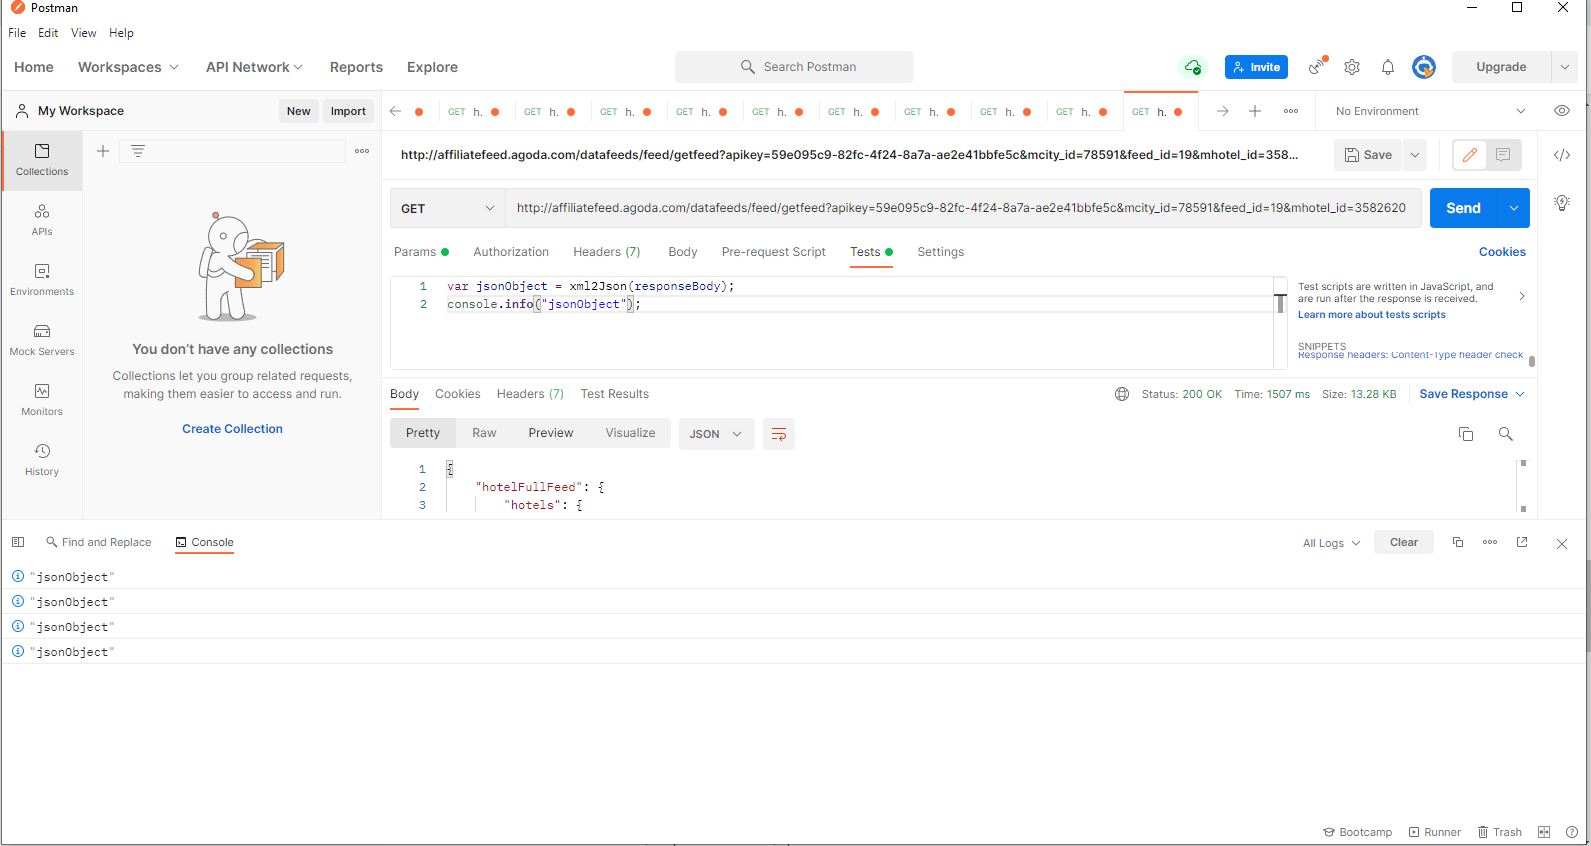 Postman
File Edit View Help
Home Workspaces API Network Reports Explore Search Postman Invite Upgrade
My Workspace New Import GET h. GET h. GET h. GET h. GET h. GET h. GET h. GET h. GET h. GET h. No Environment
Collections
APIs
Environments
Mock Servers
Monitors
History
You don't have any collections
Collections let you group related requests,
making them easier to access and run.
Create Collection
http://affiliatefeed.agoda.com/datafeeds/feed/getfeed?apikey=59e095c9-82fc-4f24-8a7a-ae2e41bbfe5c&mcity_id=78591&feed_id=19&mhotel_id=358... Save
GET http://affiliatefeed.agoda.com/datafeeds/feed/getfeed?apikey=59e095c9-82fc-4f24-8a7a-ae2e41bbfe5c&mcity_id=78591&feed_id=19&mhotel_id=3582620 Send
Params Authorization Headers (7) Body Pre-request Script Tests Settings Cookies
1 var jsonObject = xml2Json(responseBody);
2 console.info("jsonObject");
Test scripts are written in JavaScript, and
are run after the response is received.
Learn more about tests scripts
SNIPPETS
Response headers: Content-Type header check
Body Cookies Headers (7) Test Results Status: 200 OK Time: 1507 ms Size: 13.28 KB Save Response
Pretty Raw Preview Visualize JSON
1 {
2 "hotelFullFeed": {
3 "hotels": {
Find and Replace Console All Logs Clear
"jsonObject"
"jsonObject"
"jsonObject"
"jsonObject"
Bootcamp Runner Trash